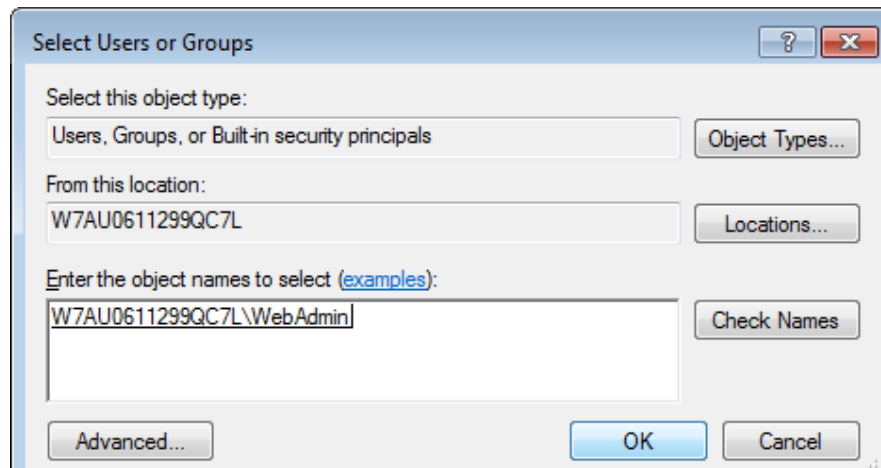 Select Users or Groups
Select this object type:
Users, Groups, or Built-in security principals
Object Types...
From this location:
W7AU0611299QC7L
Locations...
Enter the object names to select (examples):
W7AU0611299QC7L\WebAdmin
Check Names
Advanced...
OK
Cancel